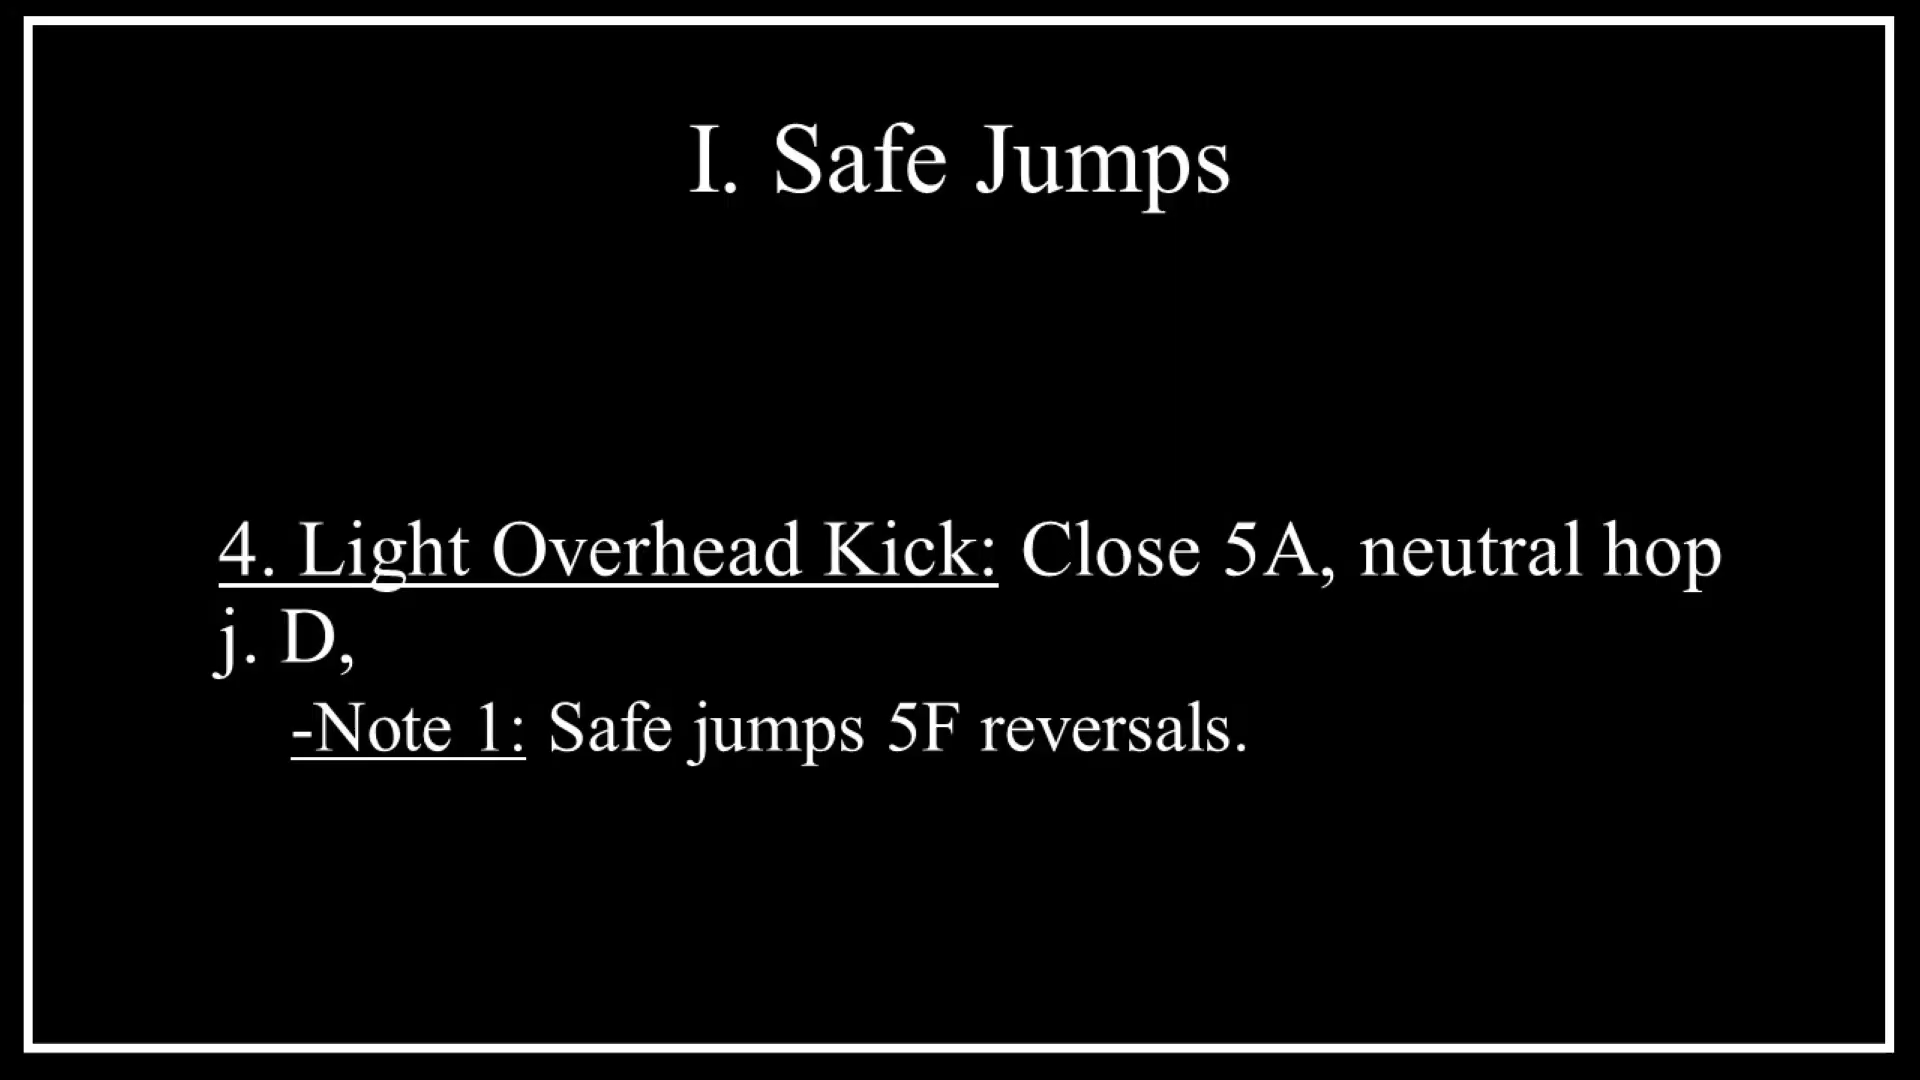 I. Safe Jumps
4. Light Overhead Kick: Close 5A, neutral hop
j. D,
-Note 1: Safe jumps 5F reversals.